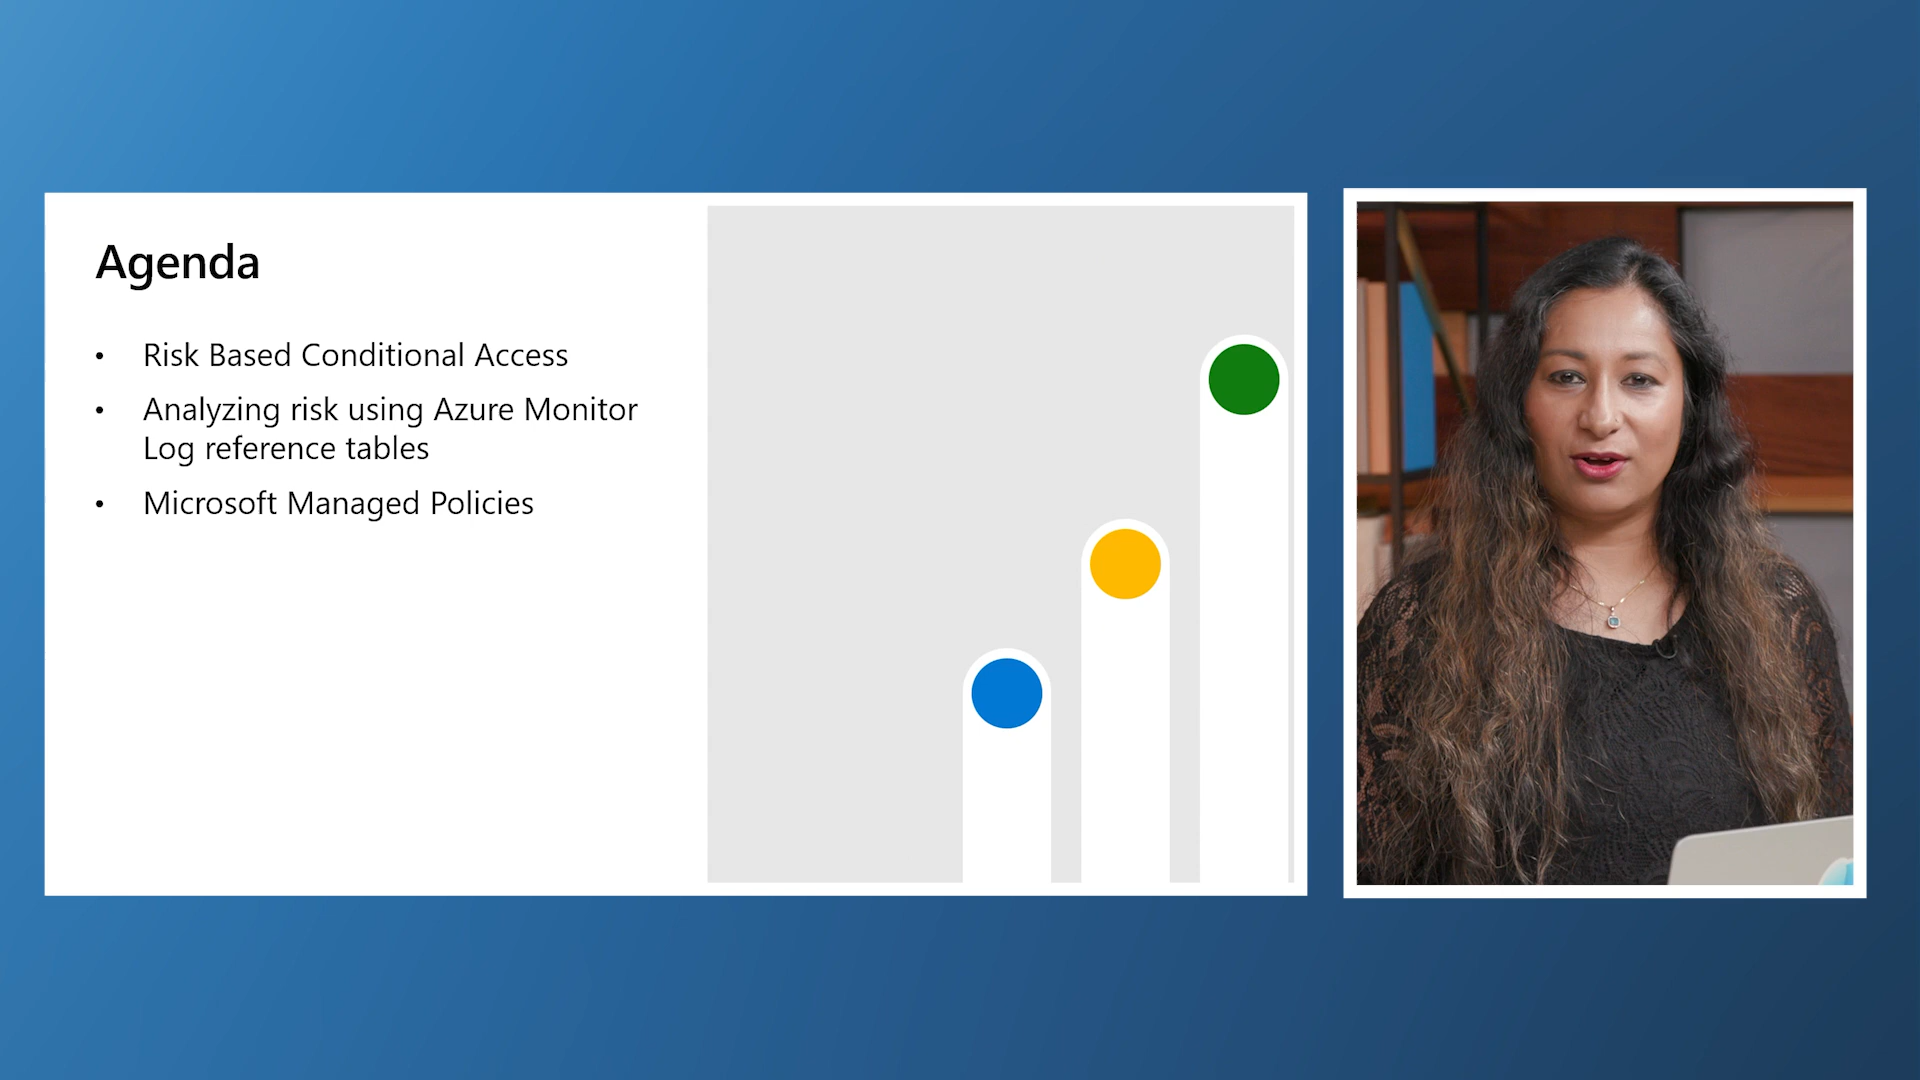 Agenda
• Risk Based Conditional Access
• Analyzing risk using Azure Monitor
Log reference tables
• Microsoft Managed Policies